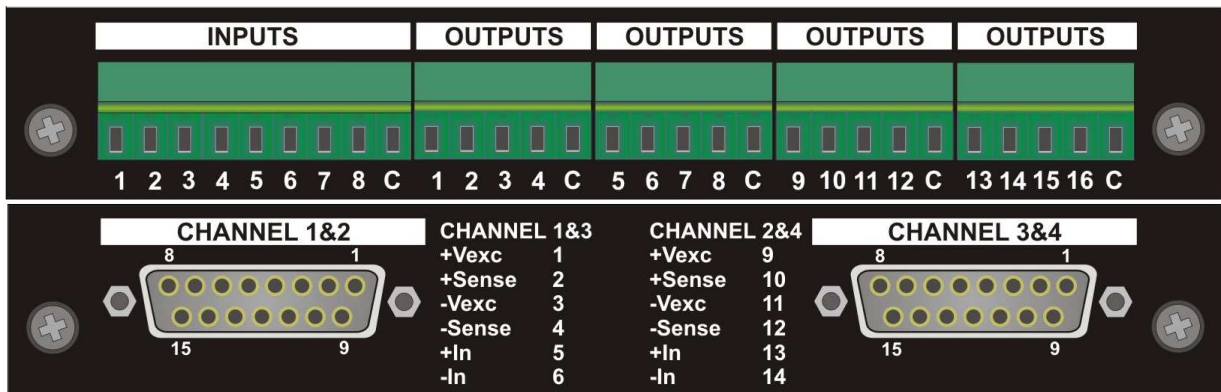 INPUTS OUTPUTS OUTPUTS OUTPUTS OUTPUTS
1 2 3 4 5 6 7 8 C 1 2 3 4 C 5 6 7 8 C 9 10 11 12 C 13 14 15 16 C
CHANNEL 1&2
8 1
15 9
CHANNEL 1&3
+Vexc 1
+Sense 2
-Vexc 3
-Sense 4
+In 5
-In 6
CHANNEL 2&4
+Vexc 9
+Sense 10
-Vexc 11
-Sense 12
+In 13
-In 14
CHANNEL 3&4
8 1
15 9